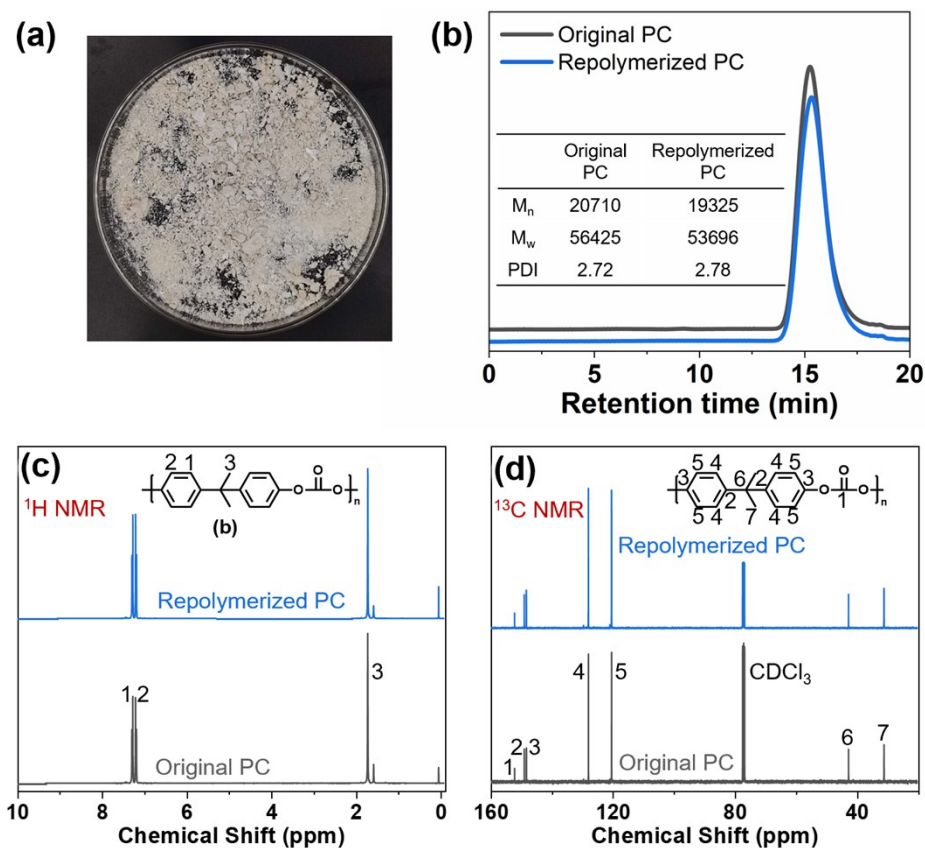 (a)
(b)
Original PC
Repolymerized PC
Original PC Repolymerized PC
Mn 20710 19325
Mw 56425 53696
PDI 2.72 2.78
0 5 10 15 20
Retention time (min)
(c)
2 1 3
O
O O n
(b)
1H NMR
Repolymerized PC
1 2
3
Original PC
10 8 6 4 2 0
Chemical Shift (ppm)
(d)
5 4 6 4 5 O
3 2 2 3
O O n
5 4 7 4 5 1
13C NMR
Repolymerized PC
1 2 3 4 5 CDCl3 6 7
Original PC
160 120 80 40
Chemical Shift (ppm)